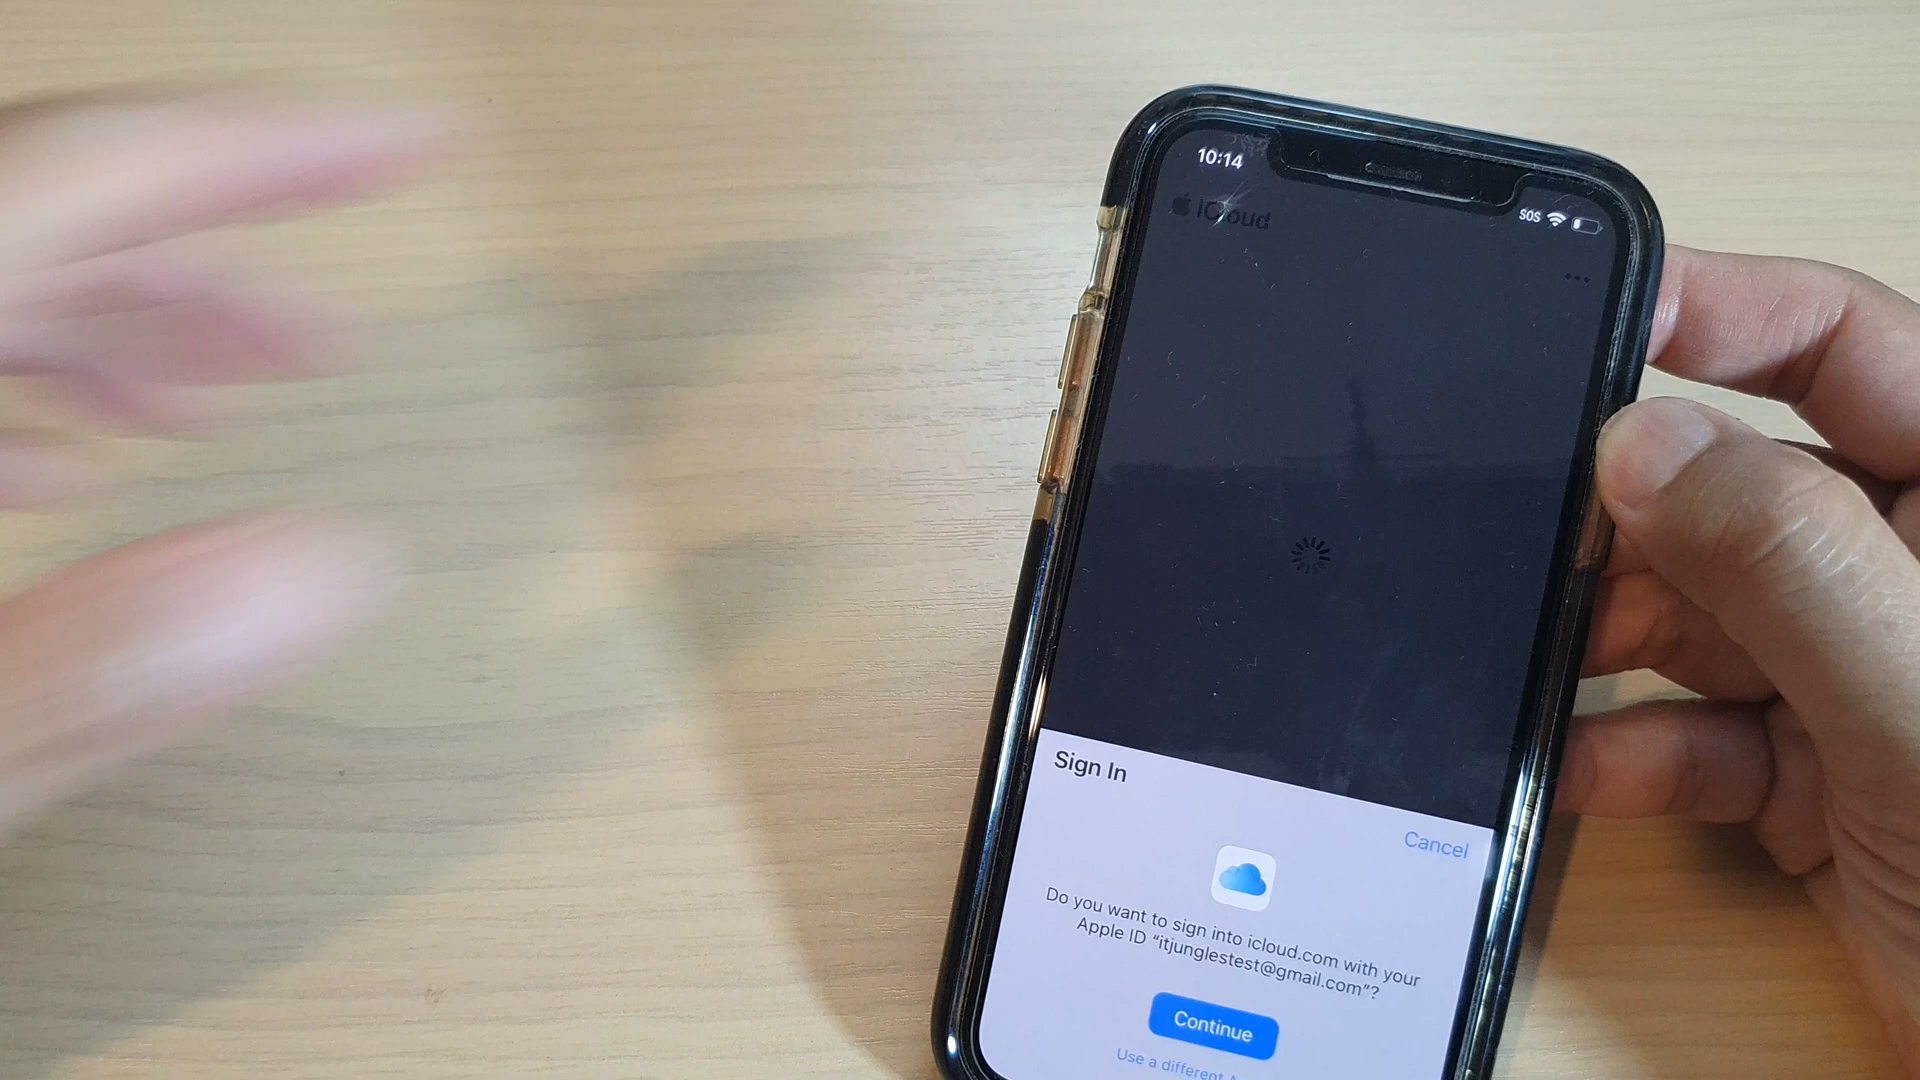 10:14
SOS
iCloud
Sign In
Cancel
Do you want to sign into icloud.com with your
Apple ID “itjunglestest@gmail.com”?
Continue
Use a different